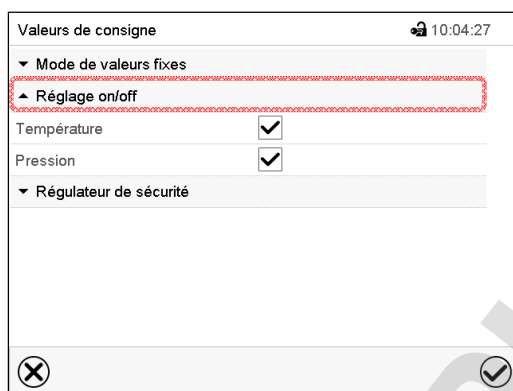 Valeurs de consigne 10:04:27
Mode de valeurs fixes
Réglage on/off
Température
Pression
Régulateur de sécurité